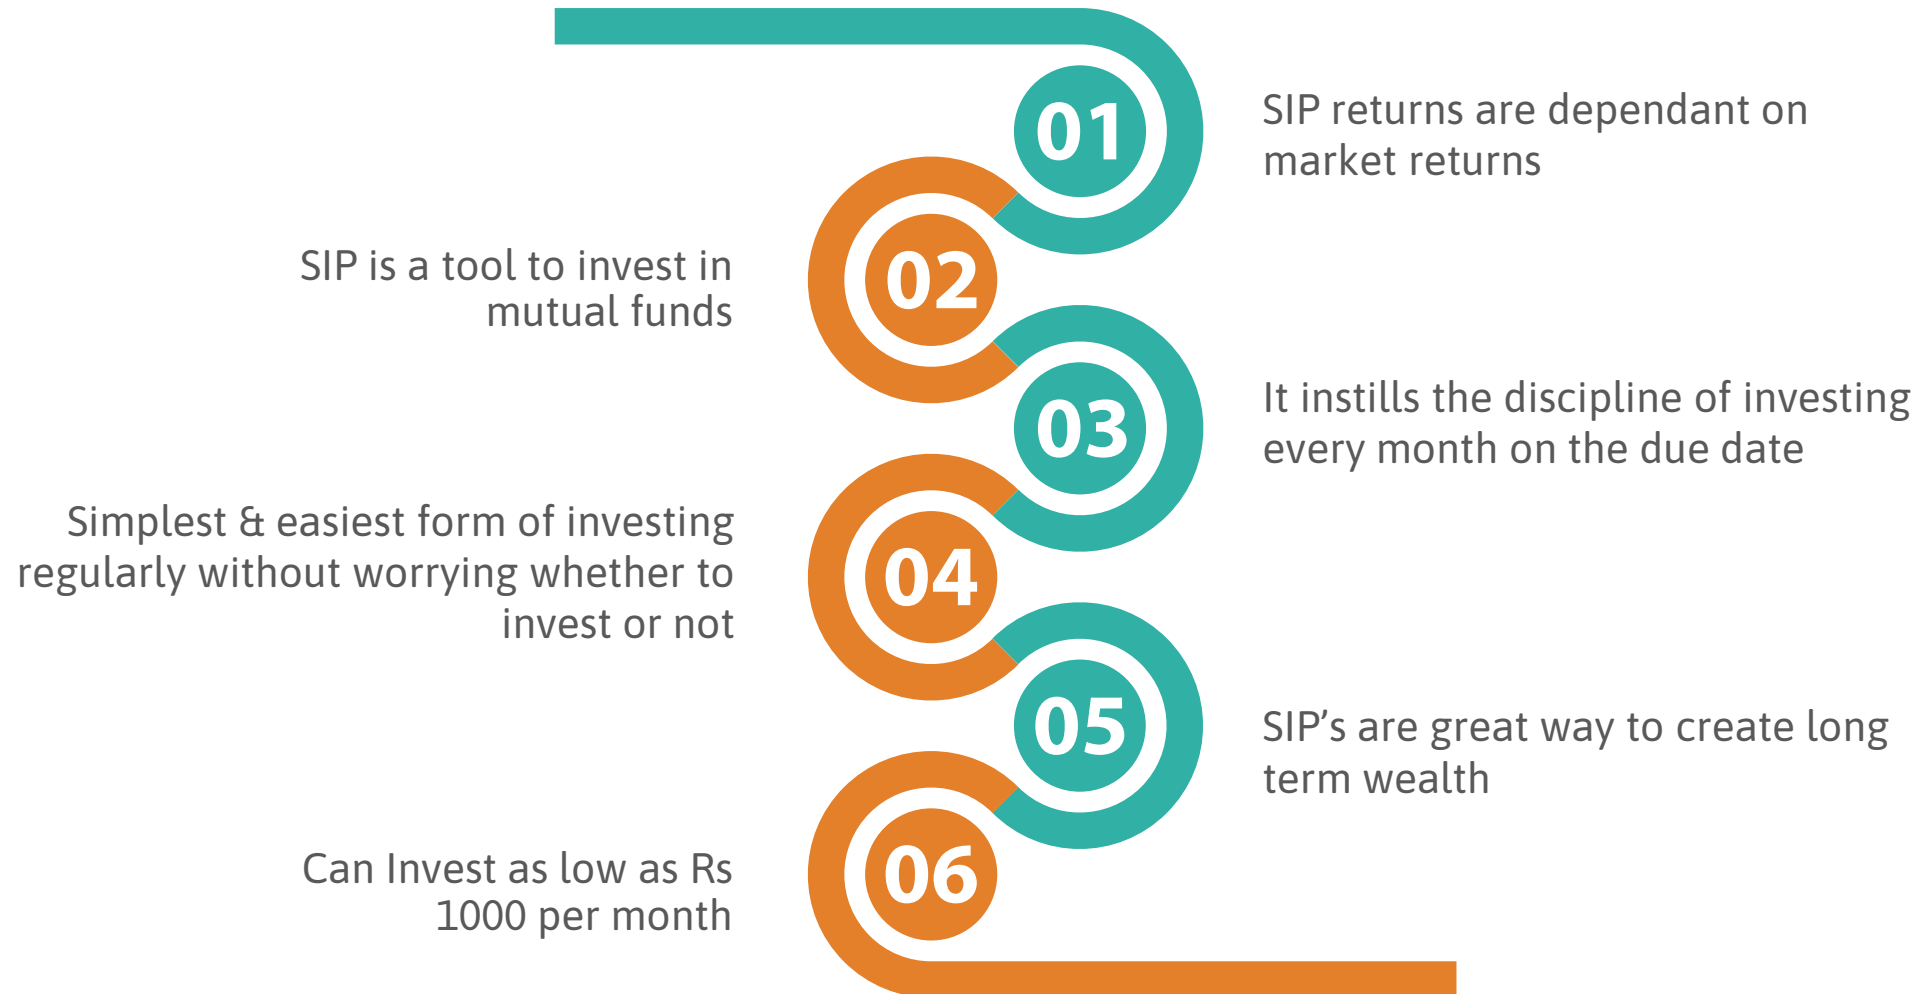 01
SIP returns are dependant on
market returns
02
SIP is a tool to invest in
mutual funds
03
It instills the discipline of investing
every month on the due date
04
Simplest & easiest form of investing
regularly without worrying whether to
invest or not
05
SIP’s are great way to create long
term wealth
06
Can Invest as low as Rs
1000 per month